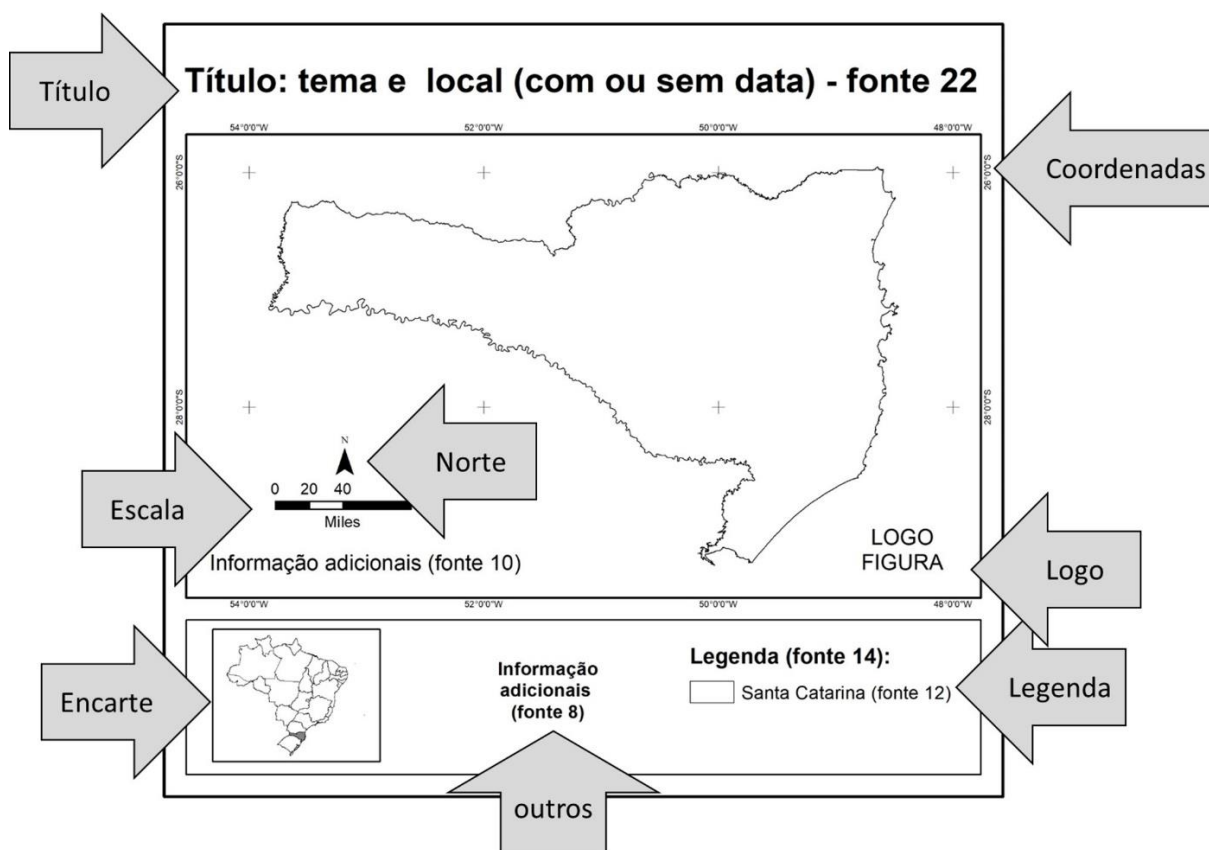 Título
Título: tema e  local (com ou sem data) - fonte 22
54°0'0"W
52°0'0"W
50°0'0"W
48°0'0"W
26°0'0"S
26°0'0"S
Coordenadas
28°0'0"S
28°0'0"S
N
Norte
0 20 40
Miles
Escala
Informação adicionais (fonte 10)
LOGO
FIGURA
Logo
54°0'0"W
52°0'0"W
50°0'0"W
48°0'0"W
Encarte
Informação
adicionais
(fonte 8)
Legenda (fonte 14):
Santa Catarina (fonte 12)
Legenda
outros